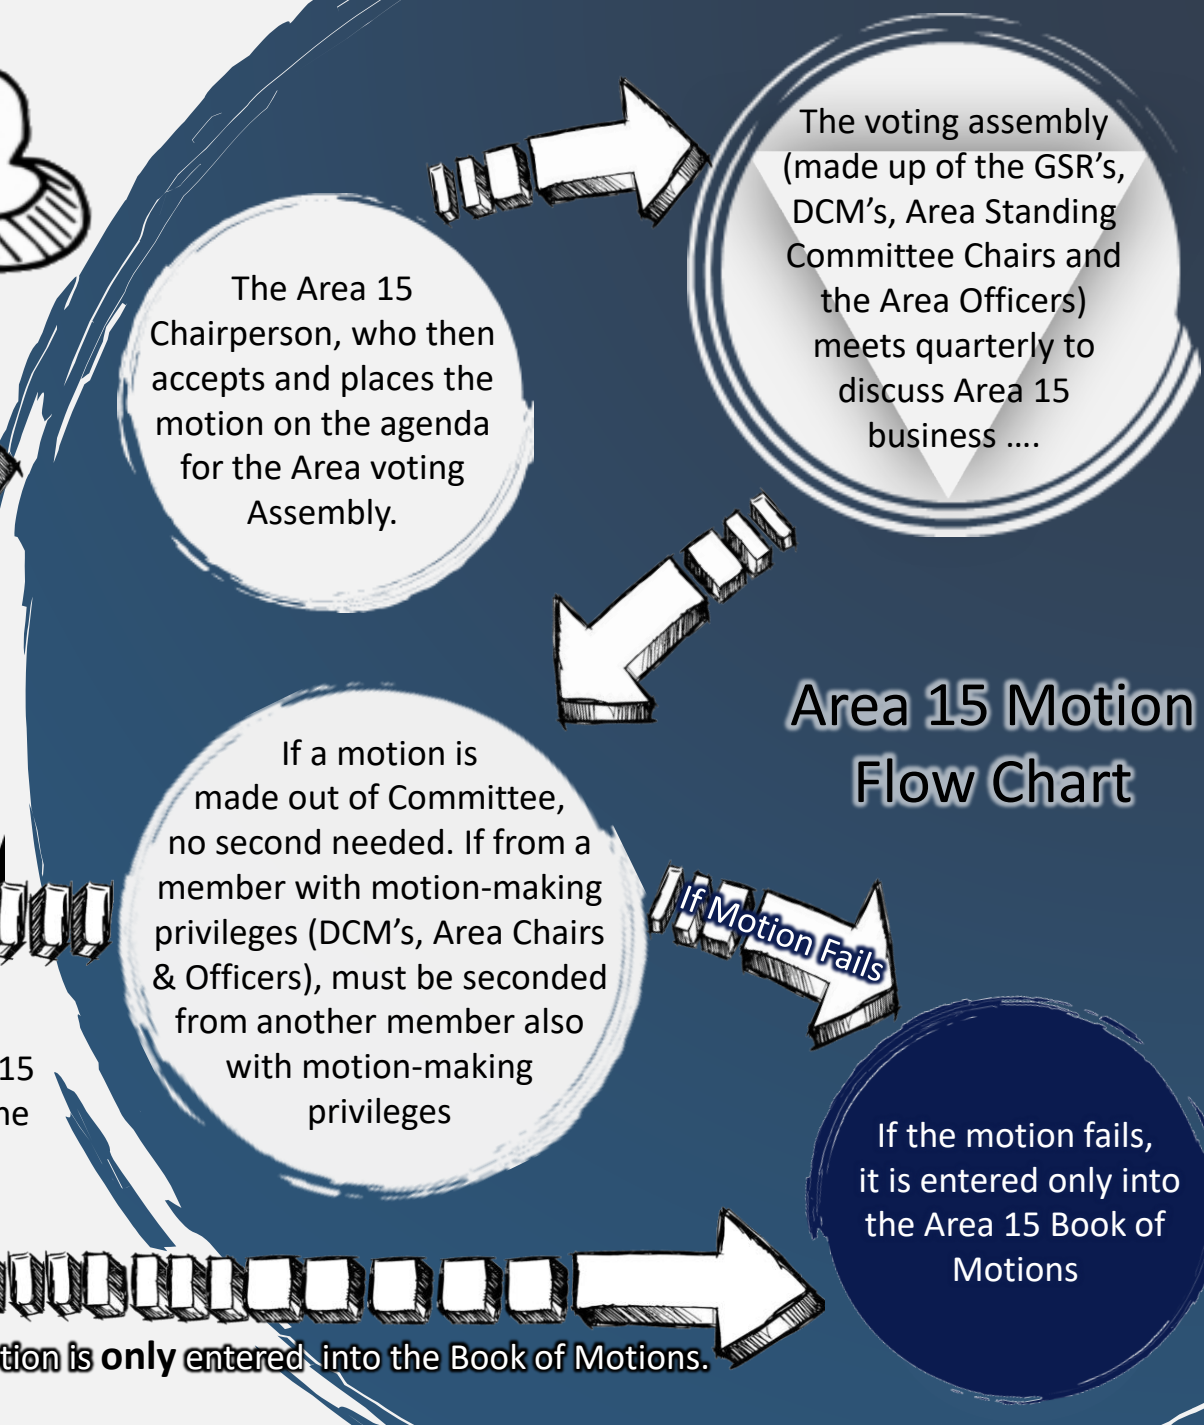 The voting assembly
(made up of the GSR’s,
DCM’s, Area Standing
Committee Chairs and
the Area Officers)
meets quarterly to
discuss Area 15
business ....
The Area 15
Chairperson, who then
accepts and places the
motion on the agenda
for the Area voting
Assembly.
Area 15 Motion
Flow Chart
If a motion is
made out of Committee,
no second needed. If from a
member with motion-making
privileges (DCM’s, Area Chairs
& Officers), must be seconded
from another member also
with motion-making
privileges
If Motion Fails
15
If the motion fails,
it is entered only into
the Area 15 Book of
Motions
is only entered into the Book of Motions.